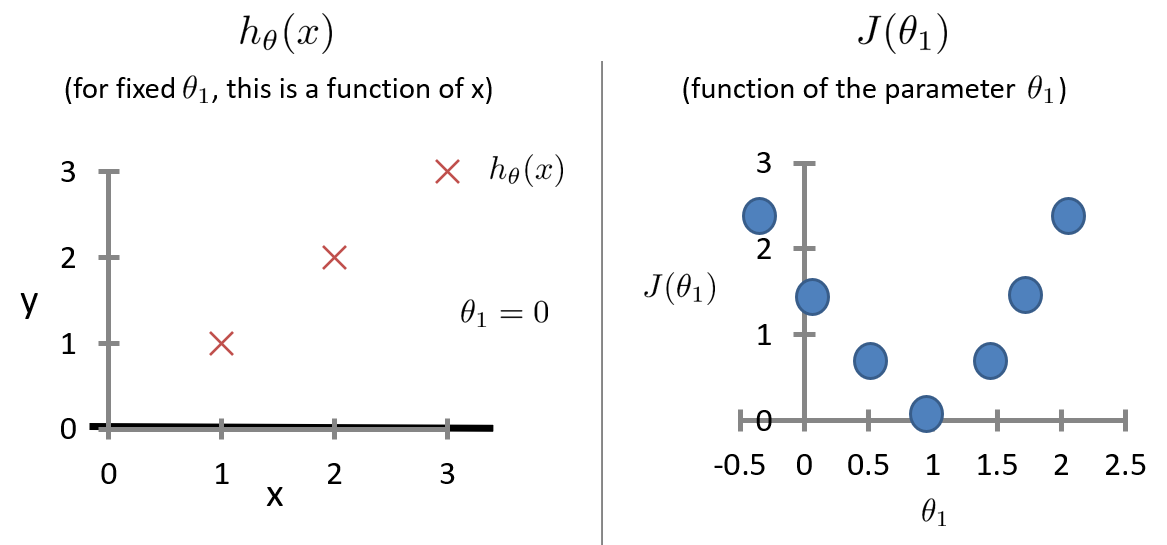 hθ(x)
(for fixed θ₁, this is a function of x)
3
hθ(x)
2
y
θ₁ = 0
1
0
0 1 2 3
x
J(θ₁)
(function of the parameter θ₁)
3
2
J(θ₁)
1
0
-0.5 0 0.5 1 1.5 2 2.5
θ₁